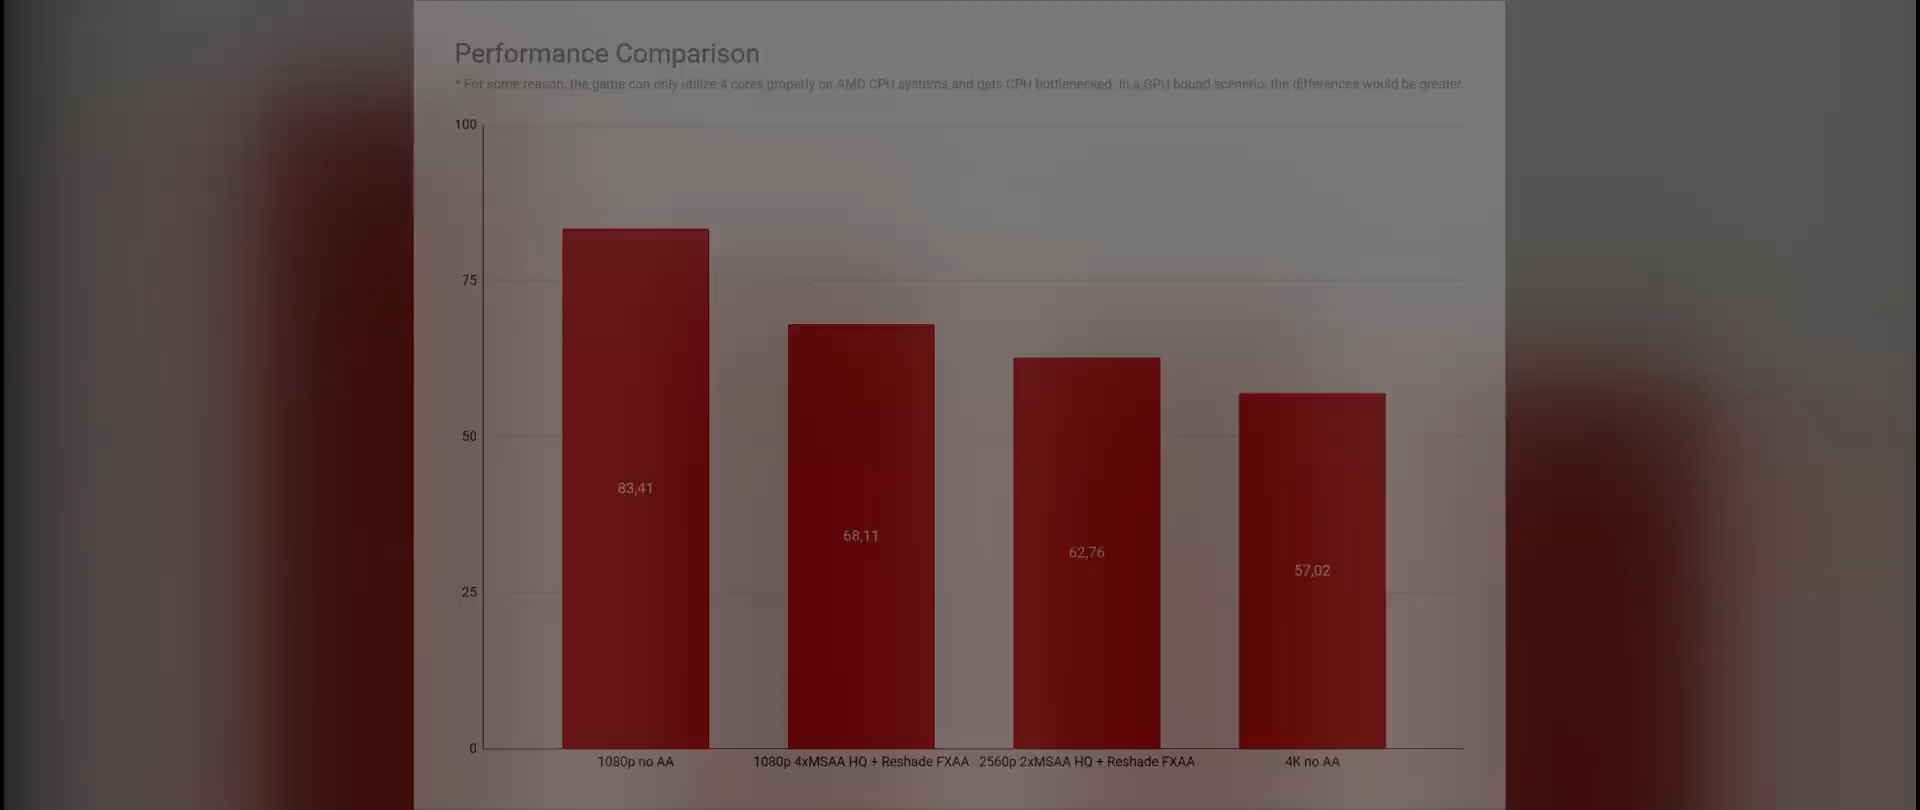 Performance Comparison
* For some reason, the game can only utilize 4 cores properly on AMD CPU systems and gets CPU bottlenecked. In a GPU bound scenerio, the differences would be greater.
100
75
50
25
0
83,41
68,11
62,76
57,02
1080p no AA
1080p 4xMSAA HQ + Reshade FXAA
2560p 2xMSAA HQ + Reshade FXAA
4K no AA